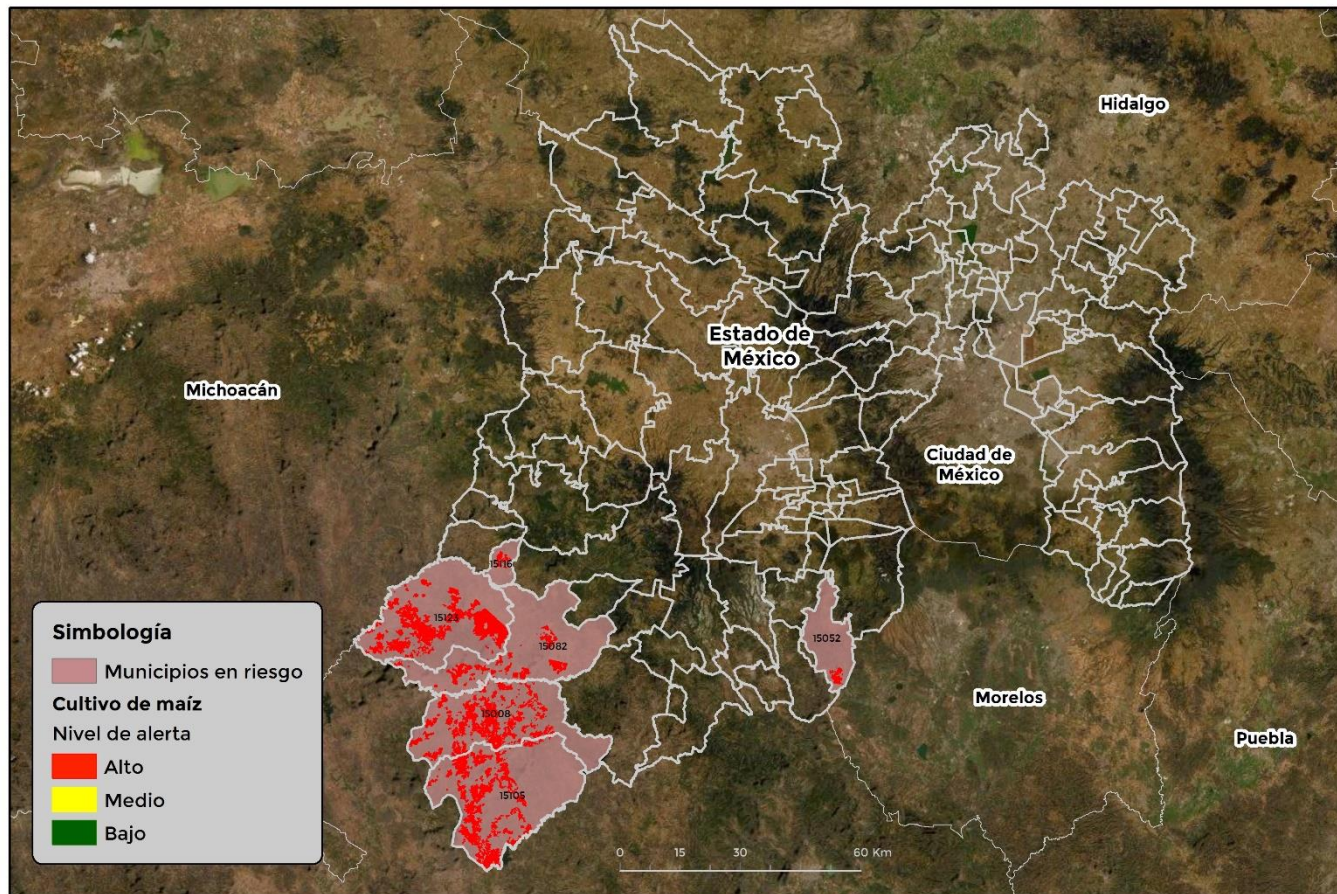 Hidalgo
Estado de
México
Michoacán
Ciudad de
México
15116
15123
15082
15052
15008
15105
Morelos
Puebla
Simbología
Municipios en riesgo
Cultivo de maíz
Nivel de alerta
Alto
Medio
Bajo
0 15 30 60 Km